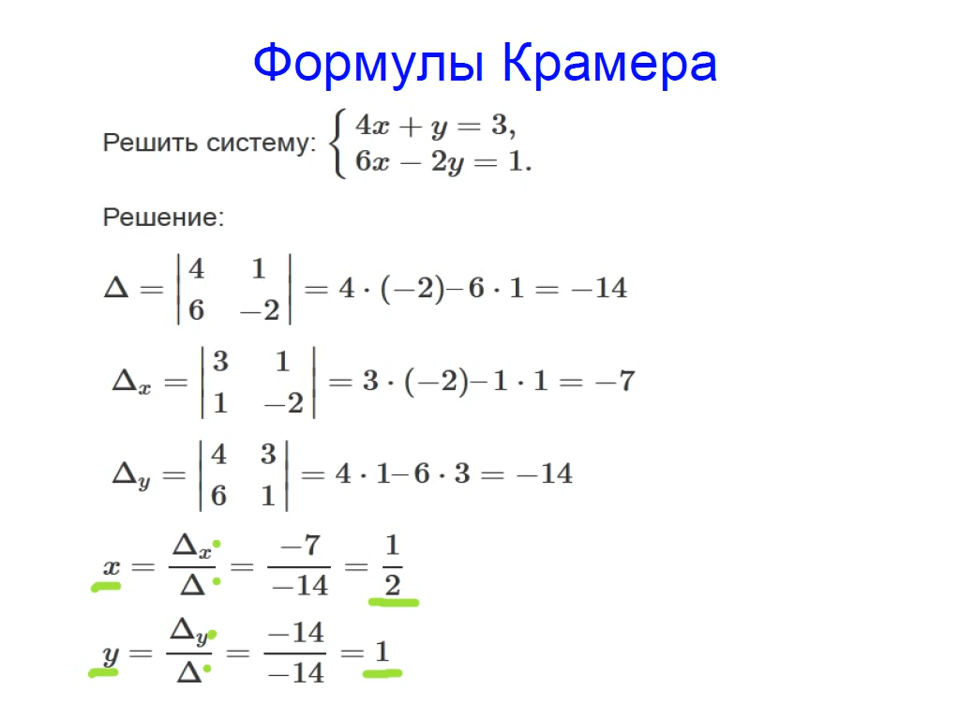 Формулы Крамера
Решить систему: { 4x + y = 3,
6x − 2y = 1.
Решение:
Δ = |4 1; 6 −2| = 4 · (−2)–6 · 1 = −14
Δx = |3 1; 1 −2| = 3 · (−2)–1 · 1 = −7
Δy = |4 3; 6 1| = 4 · 1–6 · 3 = −14
x = Δx/Δ = −7/−14 = 1/2
y = Δy/Δ = −14/−14 = 1